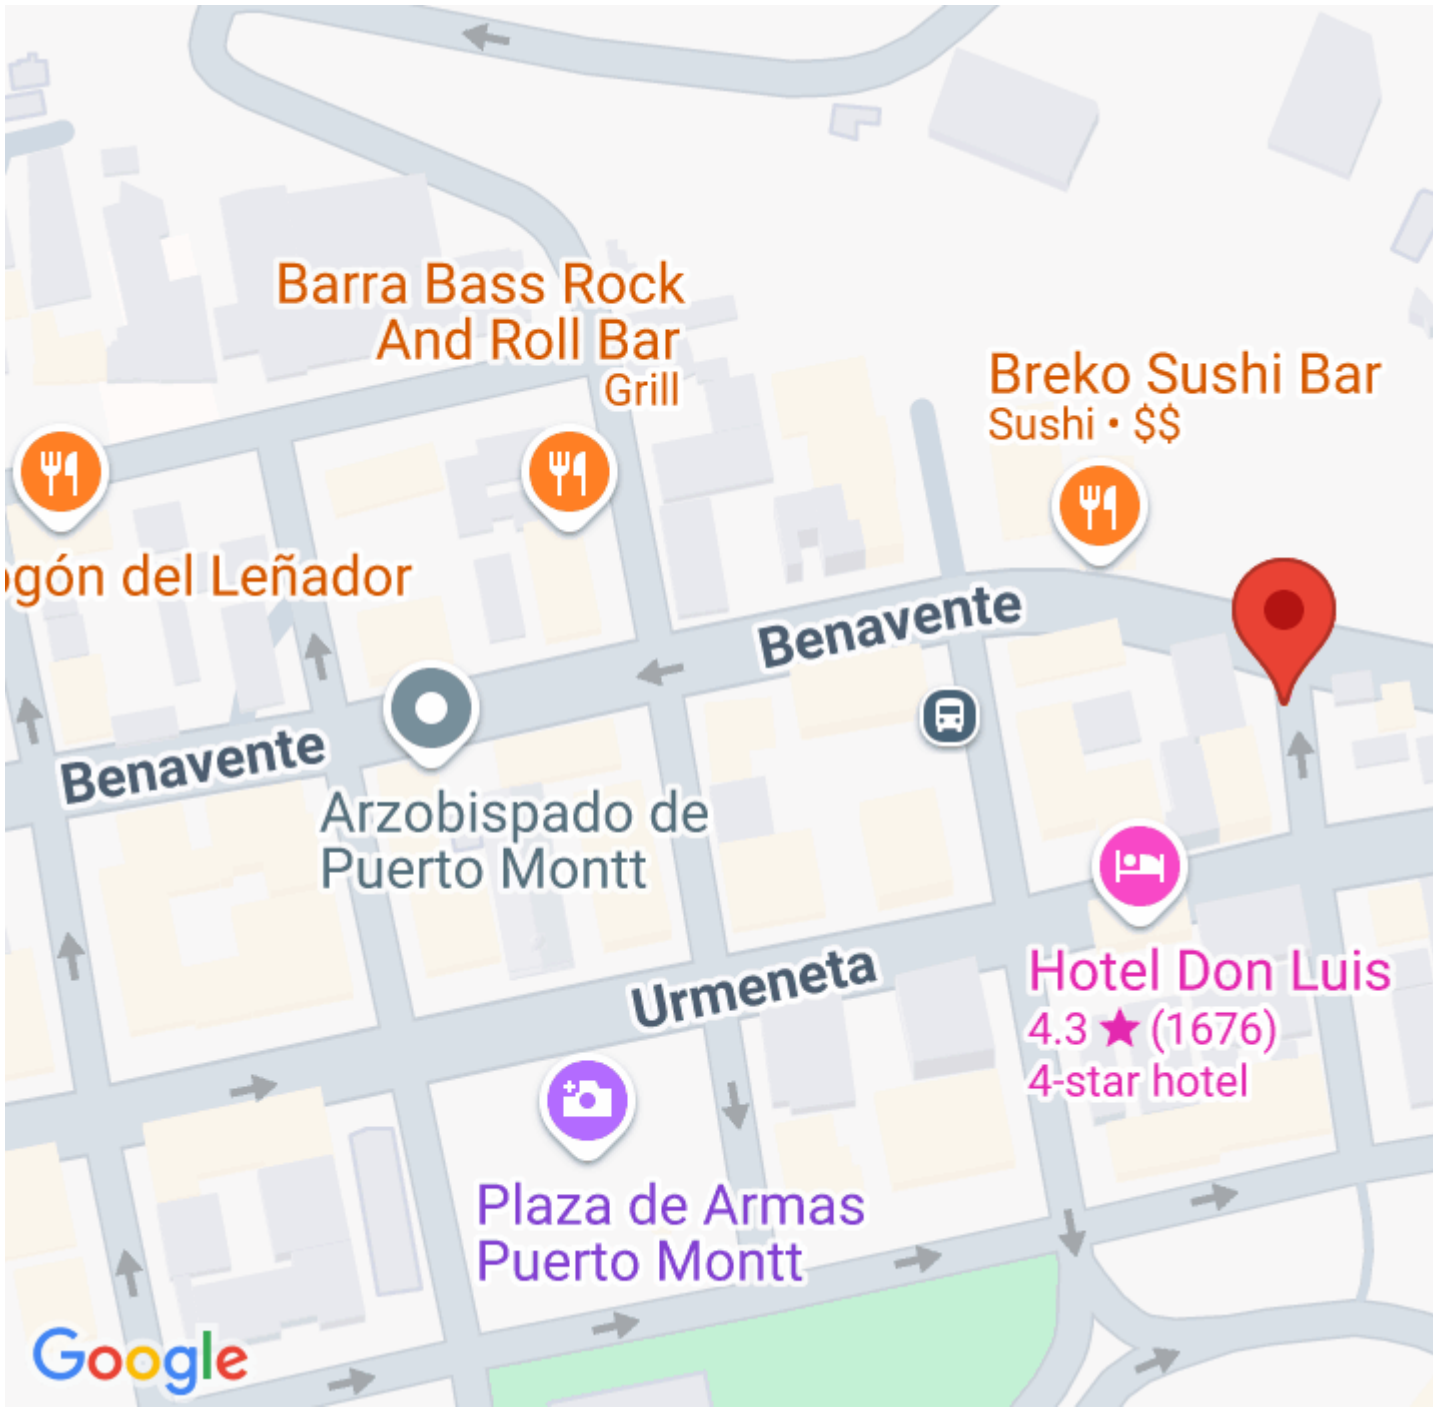 Barra Bass Rock
And Roll Bar
Grill
Breko Sushi Bar
Sushi • $$
ogón del Leñador
Benavente
Benavente
Arzobispado de
Puerto Montt
Urmeneta
Hotel Don Luis
4.3 ★ (1676)
4-star hotel
Plaza de Armas
Puerto Montt
Google